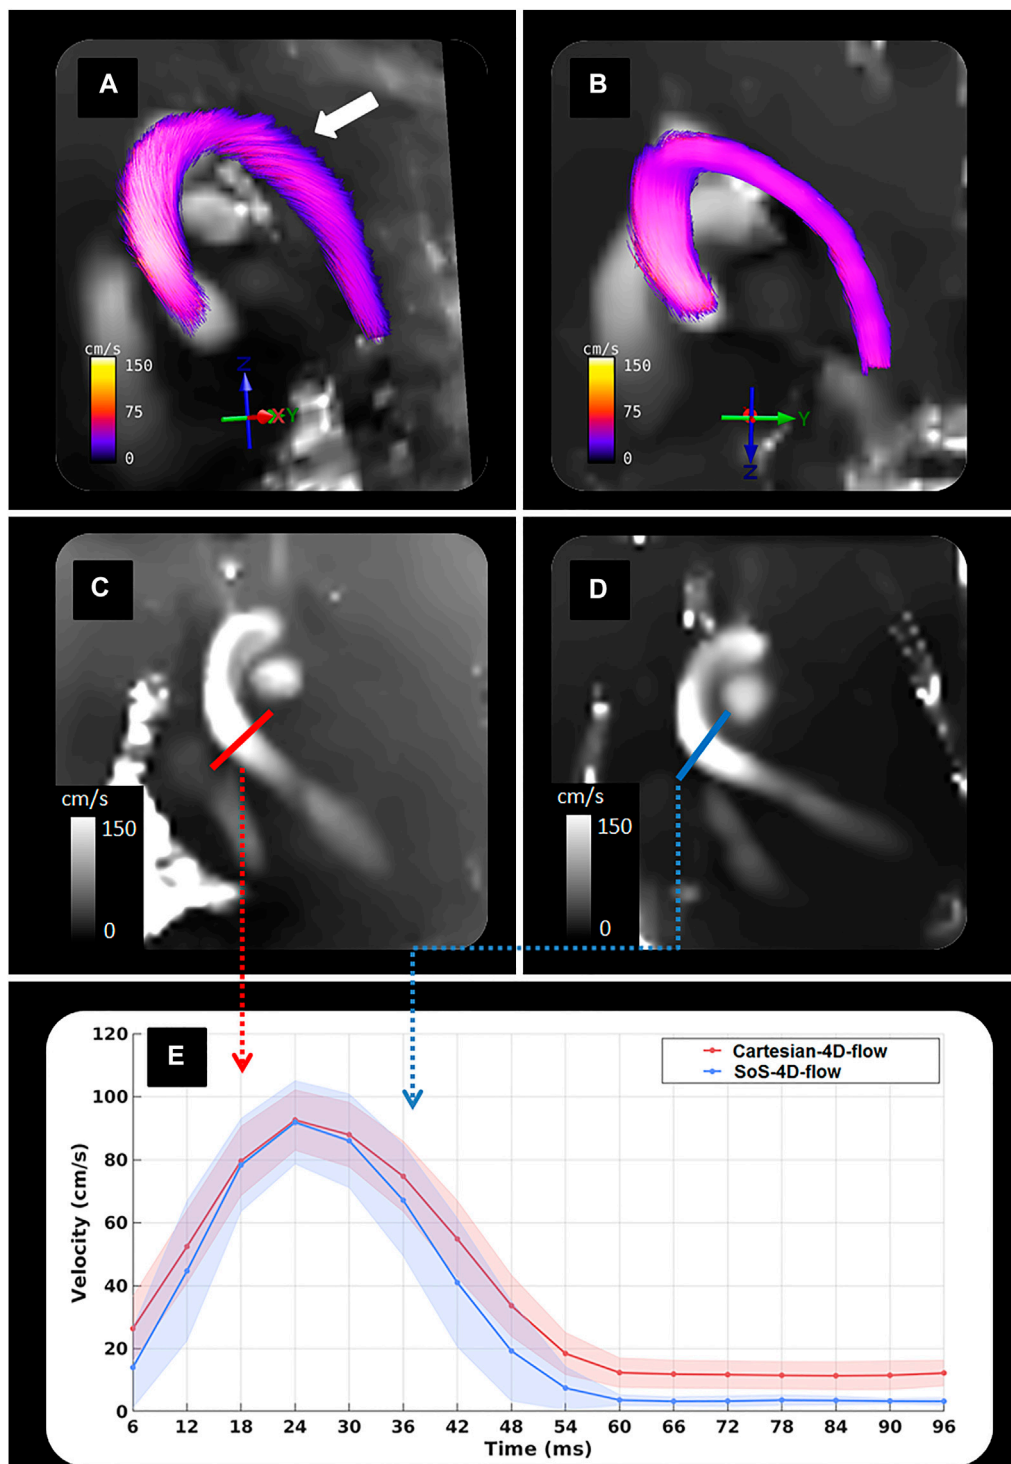 A
cm/s
150
75
0
Z
X Y
B
cm/s
150
75
0
Y
Z
C
cm/s
150
0
D
cm/s
150
0
E
Cartesian-4D-flow
SoS-4D-flow
120
100
80
60
40
20
0
Velocity (cm/s)
6 12 18 24 30 36 42 48 54 60 66 72 78 84 90 96
Time (ms)